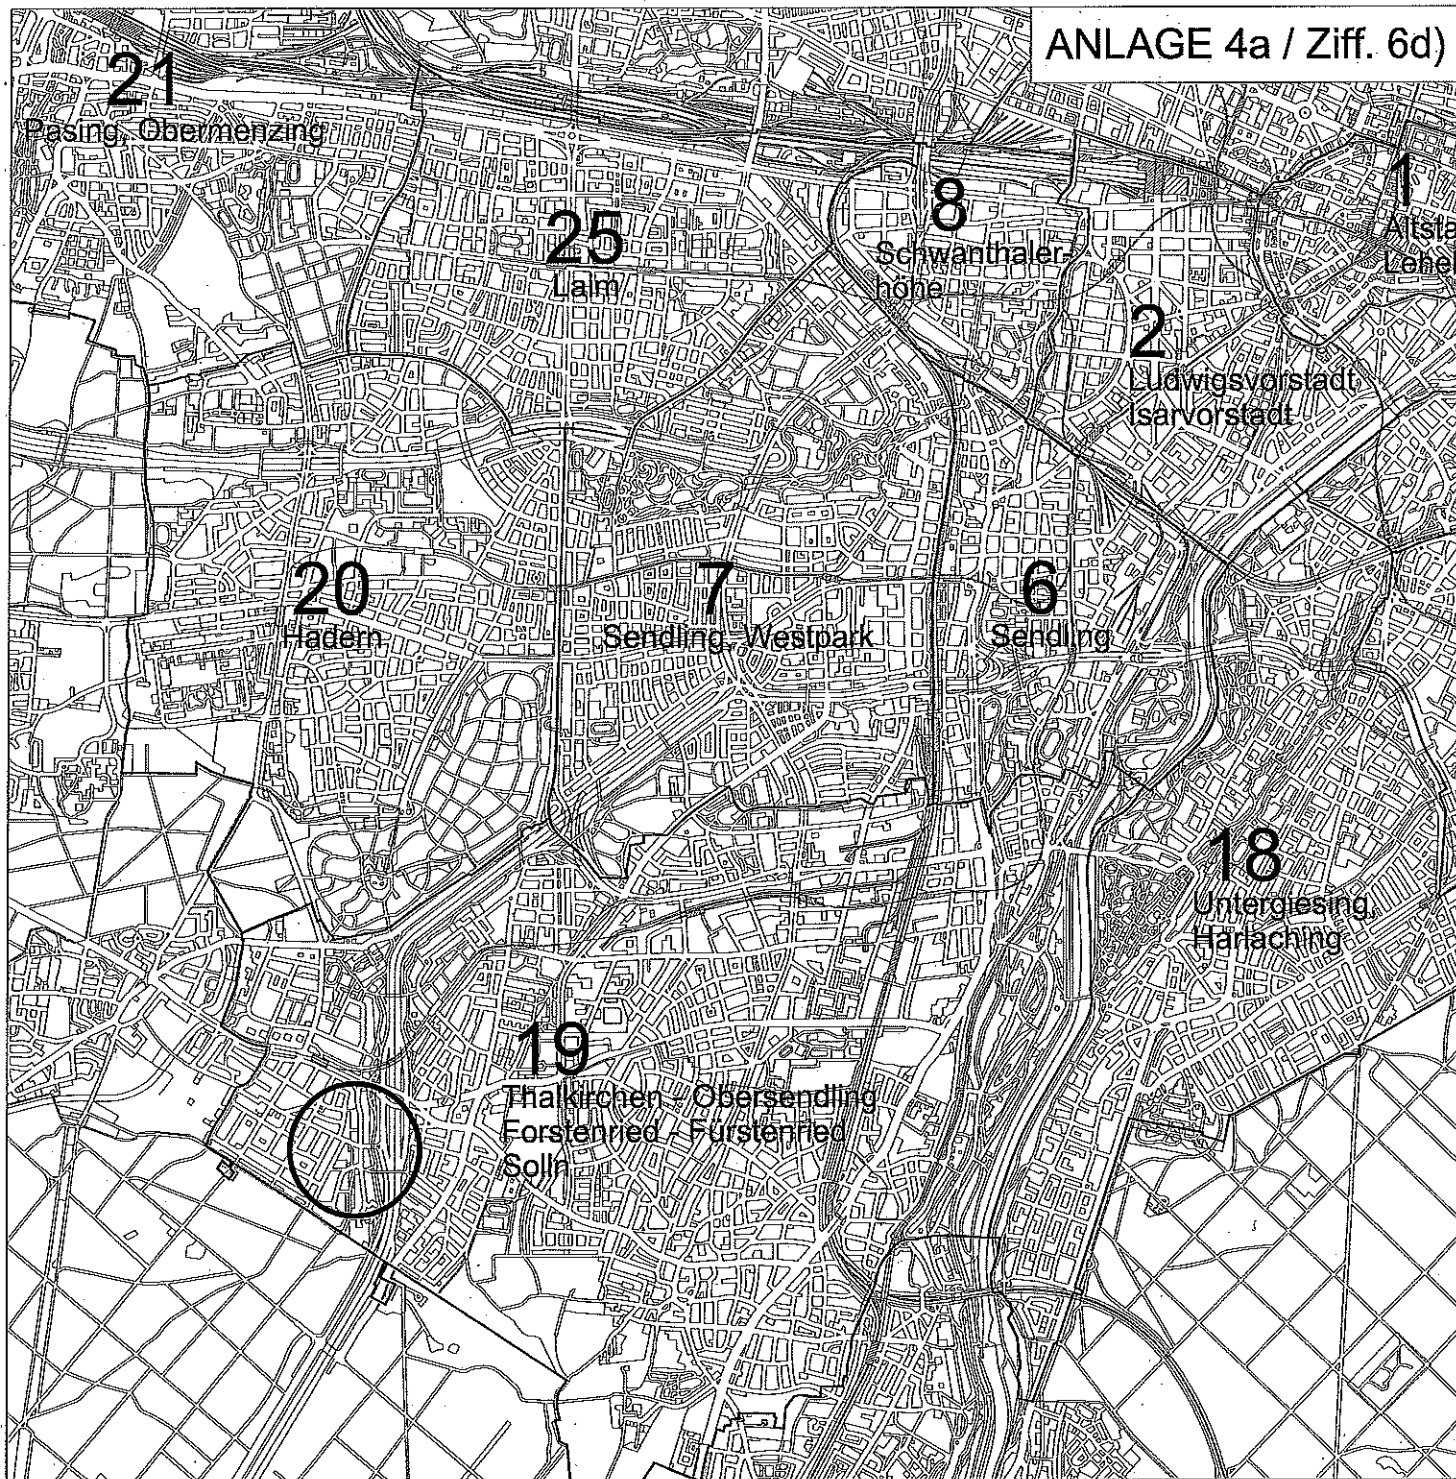 ANLAGE 4a / Ziff. 6d)
21
Pasing, Obermenzing
1
8
Schwanthaler-
höhe
25
Laim
2
Ludwigsvorstadt
Isarvorstadt
20
Hadern
7
Sendling, Westpark
6
Sendling
18
Untergiesing,
Harlaching
19
Thalkirchen - Obersendling
Forstenried - Fürstenried
Solln